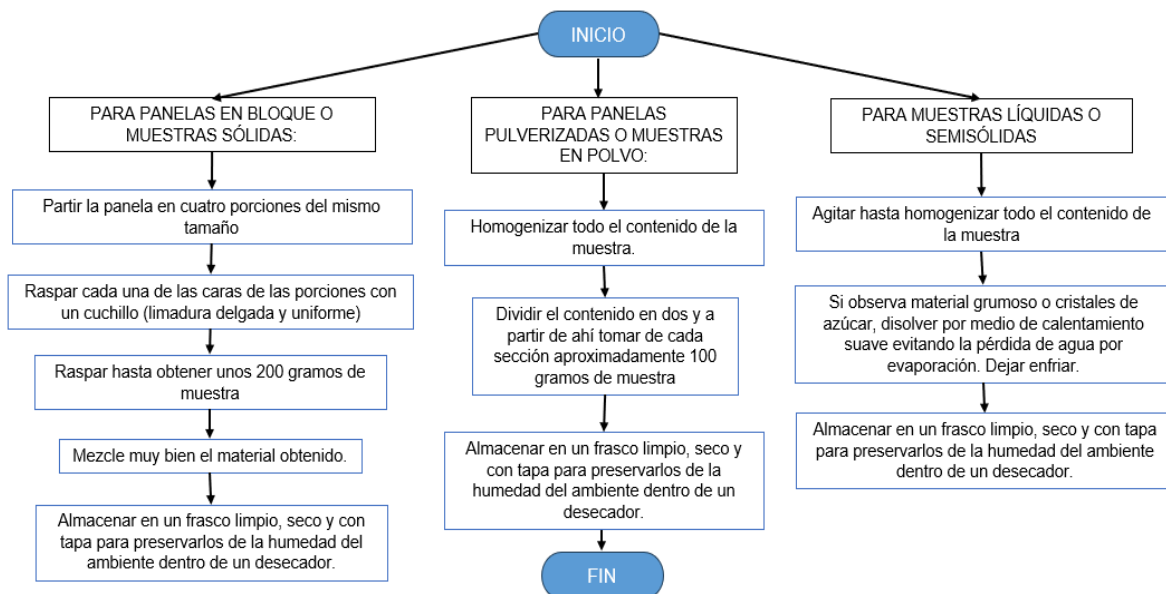 INICIO
PARA PANELAS EN BLOQUE O
MUESTRAS SÓLIDAS:
Partir la panela en cuatro porciones del mismo
tamaño
Raspar cada una de las caras de las porciones con
un cuchillo (limadura delgada y uniforme)
Raspar hasta obtener unos 200 gramos de
muestra
Mezcle muy bien el material obtenido.
Almacenar en un frasco limpio, seco y con
tapa para preservarlos de la humedad del
ambiente dentro de un desecador.
PARA PANELAS
PULVERIZADAS O MUESTRAS
EN POLVO:
Homogenizar todo el contenido de la
muestra.
Dividir el contenido en dos y a
partir de ahí tomar de cada
sección aproximadamente 100
gramos de muestra
Almacenar en un frasco limpio, seco y
con tapa para preservarlos de la
humedad del ambiente dentro de un
desecador.
FIN
PARA MUESTRAS LÍQUIDAS O
SEMISÓLIDAS
Agitar hasta homogenizar todo el contenido de
la muestra
Si observa material grumoso o cristales de
azúcar, disolver por medio de calentamiento
suave evitando la pérdida de agua por
evaporación. Dejar enfriar.
Almacenar en un frasco limpio, seco y con tapa
para preservarlos de la humedad del ambiente
dentro de un desecador.